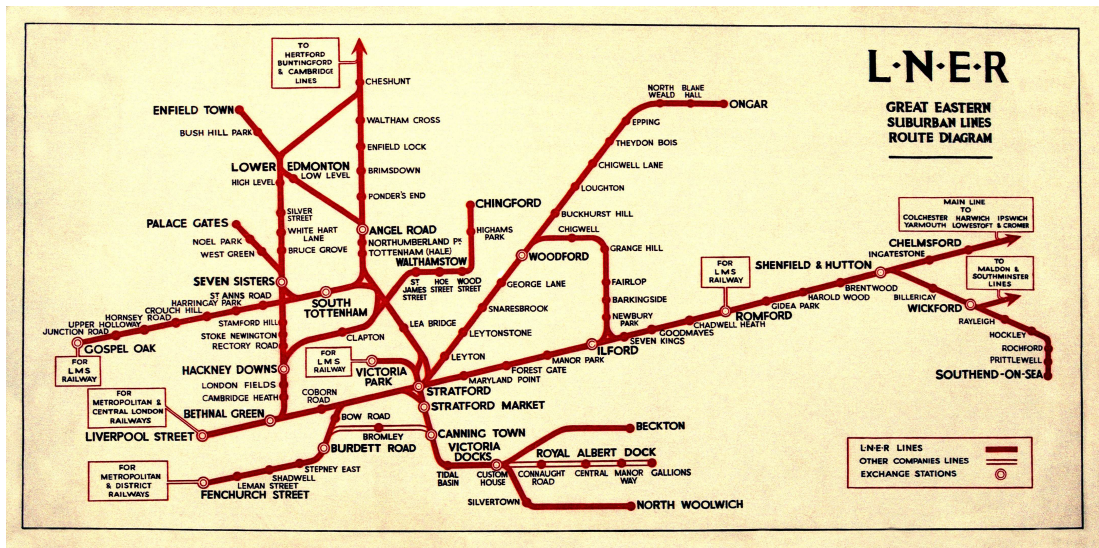 L·N·E·R
GREAT EASTERN
SUBURBAN LINES
ROUTE DIAGRAM
TO
HERTFORD
BUNTINGFORD
& CAMBRIDGE
LINES
CHESHUNT
WALTHAM CROSS
ENFIELD LOCK
BRIMSDOWN
PONDER'S END
ANGEL ROAD
NORTHUMBERLAND PK
TOTTENHAM (HALE)
ENFIELD TOWN
BUSH HILL PARK
LOWER EDMONTON
HIGH LEVEL
LOW LEVEL
SILVER
STREET
WHITE HART
LANE
BRUCE GROVE
PALACE GATES
NOEL PARK
WEST GREEN
SEVEN SISTERS
ST ANNS ROAD
HARRINGAY PARK
CROUCH HILL
HORNSEY
ROAD
UPPER HOLLOWAY
JUNCTION ROAD
GOSPEL OAK
FOR
LMS
RAILWAY
SOUTH
TOTTENHAM
STAMFORD HILL
STOKE NEWINGTON
RECTORY ROAD
HACKNEY DOWNS
LONDON FIELDS
CAMBRIDGE HEATH
BETHNAL GREEN
LIVERPOOL STREET
FOR
METROPOLITAN &
CENTRAL LONDON
RAILWAYS
CHINGFORD
HIGHAMS
PARK
WALTHAMSTOW
ST
JAMES
STREET
HOE
STREET
WOOD
STREET
CLAPTON
LEA BRIDGE
FOR
LMS
RAILWAY
VICTORIA
PARK
COBORN
ROAD
STRATFORD
STRATFORD MARKET
BOW ROAD
BROMLEY
BURDETT ROAD
STEPNEY EAST
SHADWELL
LEMAN STREET
FENCHURCH STREET
FOR
METROPOLITAN
& DISTRICT
RAILWAYS
CANNING TOWN
TIDAL
BASIN
VICTORIA
DOCKS
CUSTOM
HOUSE
BECKTON
ROYAL ALBERT DOCK
CONNAUGHT
ROAD
CENTRAL
MANOR
WAY
GALLIONS
SILVERTOWN
NORTH WOOLWICH
NORTH
WEALD
BLAKE
HALL
ONGAR
EPPING
THEYDON BOIS
CHIGWELL LANE
LOUGHTON
BUCKHURST HILL
CHIGWELL
WOODFORD
GRANGE HILL
GEORGE LANE
FAIRLOP
SNARESBROOK
BARKINGSIDE
LEYTONSTONE
NEWBURY
PARK
LEYTON
MARYLAND POINT
FOREST GATE
MANOR PARK
ILFORD
SEVEN KINGS
GOODMAYES
CHADWELL HEATH
FOR
LMS
RAILWAY
ROMFORD
GIDEA PARK
HAROLD WOOD
BRENTWOOD
SHENFIELD & HUTTON
INGATESTONE
CHELMSFORD
MAIN LINE
TO
COLCHESTER HARWICH IPSWICH
YARMOUTH LOWESTOFT & CROMER
BILLERICAY
WICKFORD
TO
MALDON &
SOUTHMINSTER
LINES
RAYLEIGH
HOCKLEY
ROCHFORD
PRITTLEWELL
SOUTHEND-ON-SEA
L·N·E·R LINES
OTHER COMPANIES LINES
EXCHANGE STATIONS